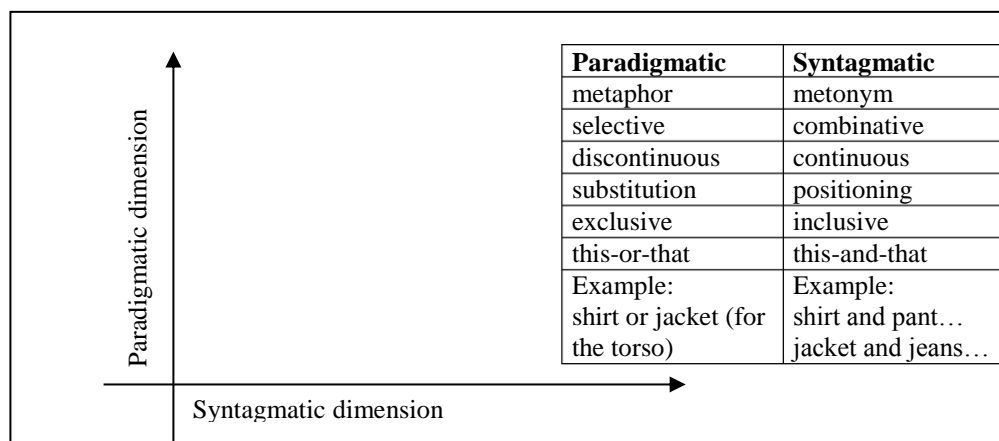 Paradigmatic dimension
Syntagmatic dimension
Paradigmatic Syntagmatic
metaphor metonym
selective combinative
discontinuous continuous
substitution positioning
exclusive inclusive
this-or-that this-and-that
Example: Example:
shirt or jacket (for shirt and pant…
the torso) jacket and jeans…